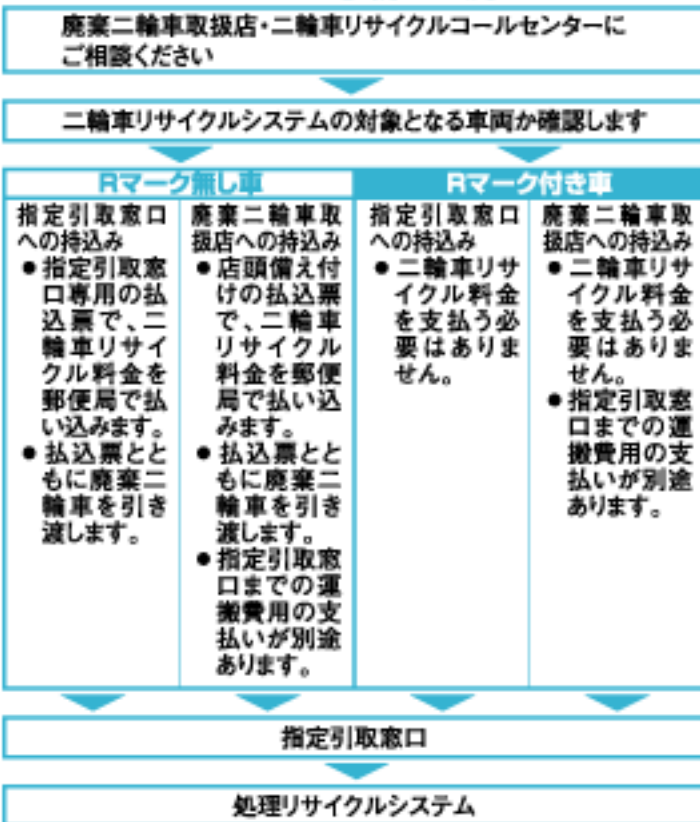 廃棄二輪車取扱店・二輪車リサイクルコールセンターに
ご相談ください
二輪車リサイクルシステムの対象となる車両か確認します
Rマーク無し車
指定引取窓口
への持込み
●指定引取窓
口専用の払
込票で、二
輪車リサイ
クル料金を
郵便局で払
い込みます。
●払込票とと
もに廃棄二
輪車を引き
渡します。
廃棄二輪車取
扱店への持込み
●店頭備え付
けの払込票
で、二輪車
リサイクル
料金を郵便
局で払い込
みます。
●払込票とと
もに廃棄二
輪車を引き
渡します。
●指定引取窓
口までの運
搬費用の支
払いが別途
あります。
Rマーク付き車
指定引取窓口
への持込み
●二輪車リサ
イクル料金
を支払う必
要はありま
せん。
廃棄二輪車取
扱店への持込み
●二輪車リサ
イクル料金
を支払う必
要はありま
せん。
●指定引取窓
口までの運
搬費用の支
払いが別途
あります。
指定引取窓口
処理リサイクルシステム